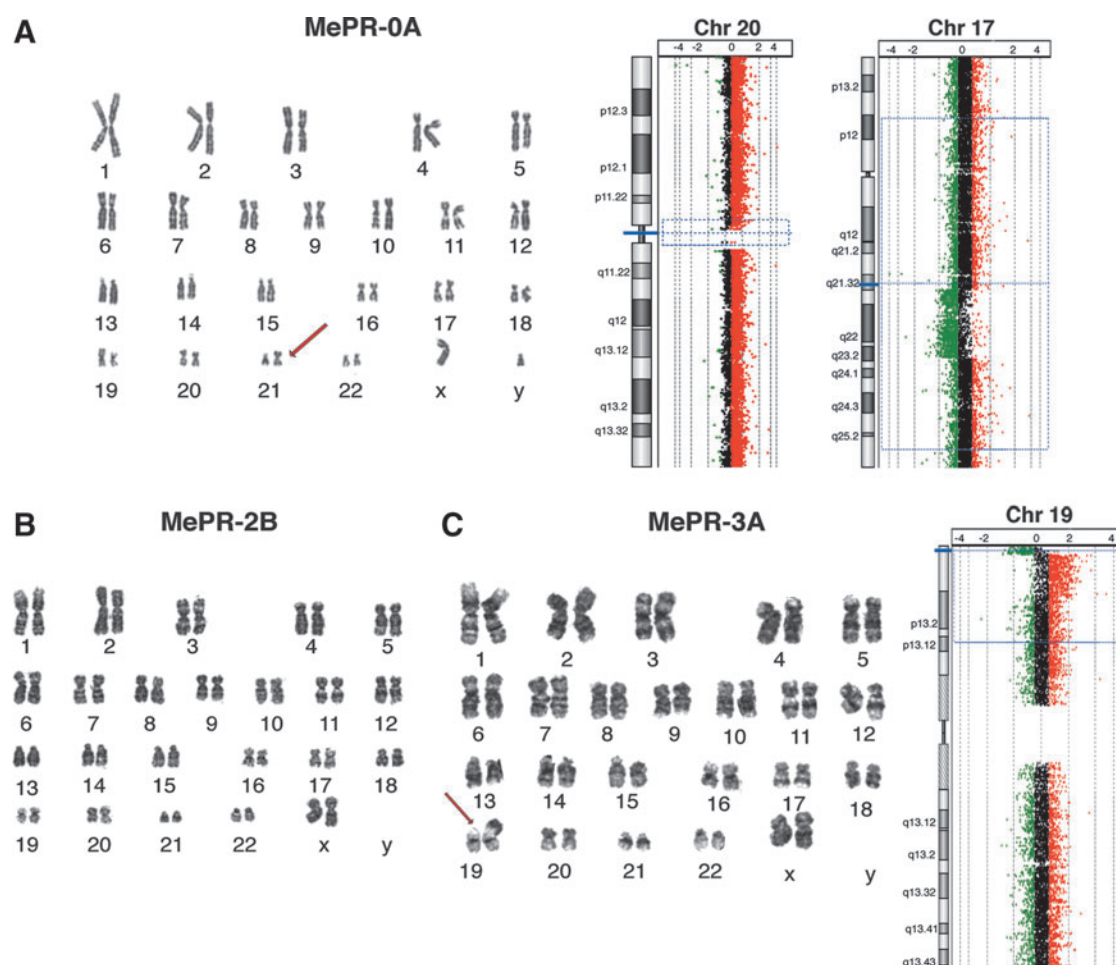 A
MePR-0A
1 2 3 4 5
6 7 8 9 10 11 12
13 14 15 16 17 18
19 20 21 22 x y
Chr 20
-4 -2 0 2 4
p12.3
p12.1
p11.22
q11.22
q12
q13.12
q13.2
q13.32
Chr 17
-4 -2 0 2 4
p13.2
p12
q12
q21.2
q21.32
q22
q23.2
q24.1
q24.3
q25.2
B
MePR-2B
1 2 3 4 5
6 7 8 9 10 11 12
13 14 15 16 17 18
19 20 21 22 x y
C
MePR-3A
1 2 3 4 5
6 7 8 9 10 11 12
13 14 15 16 17 18
19 20 21 22 x y
Chr 19
-4 -2 0 2 4
p13.2
p13.12
q13.12
q13.2
q13.32
q13.41
q13.43